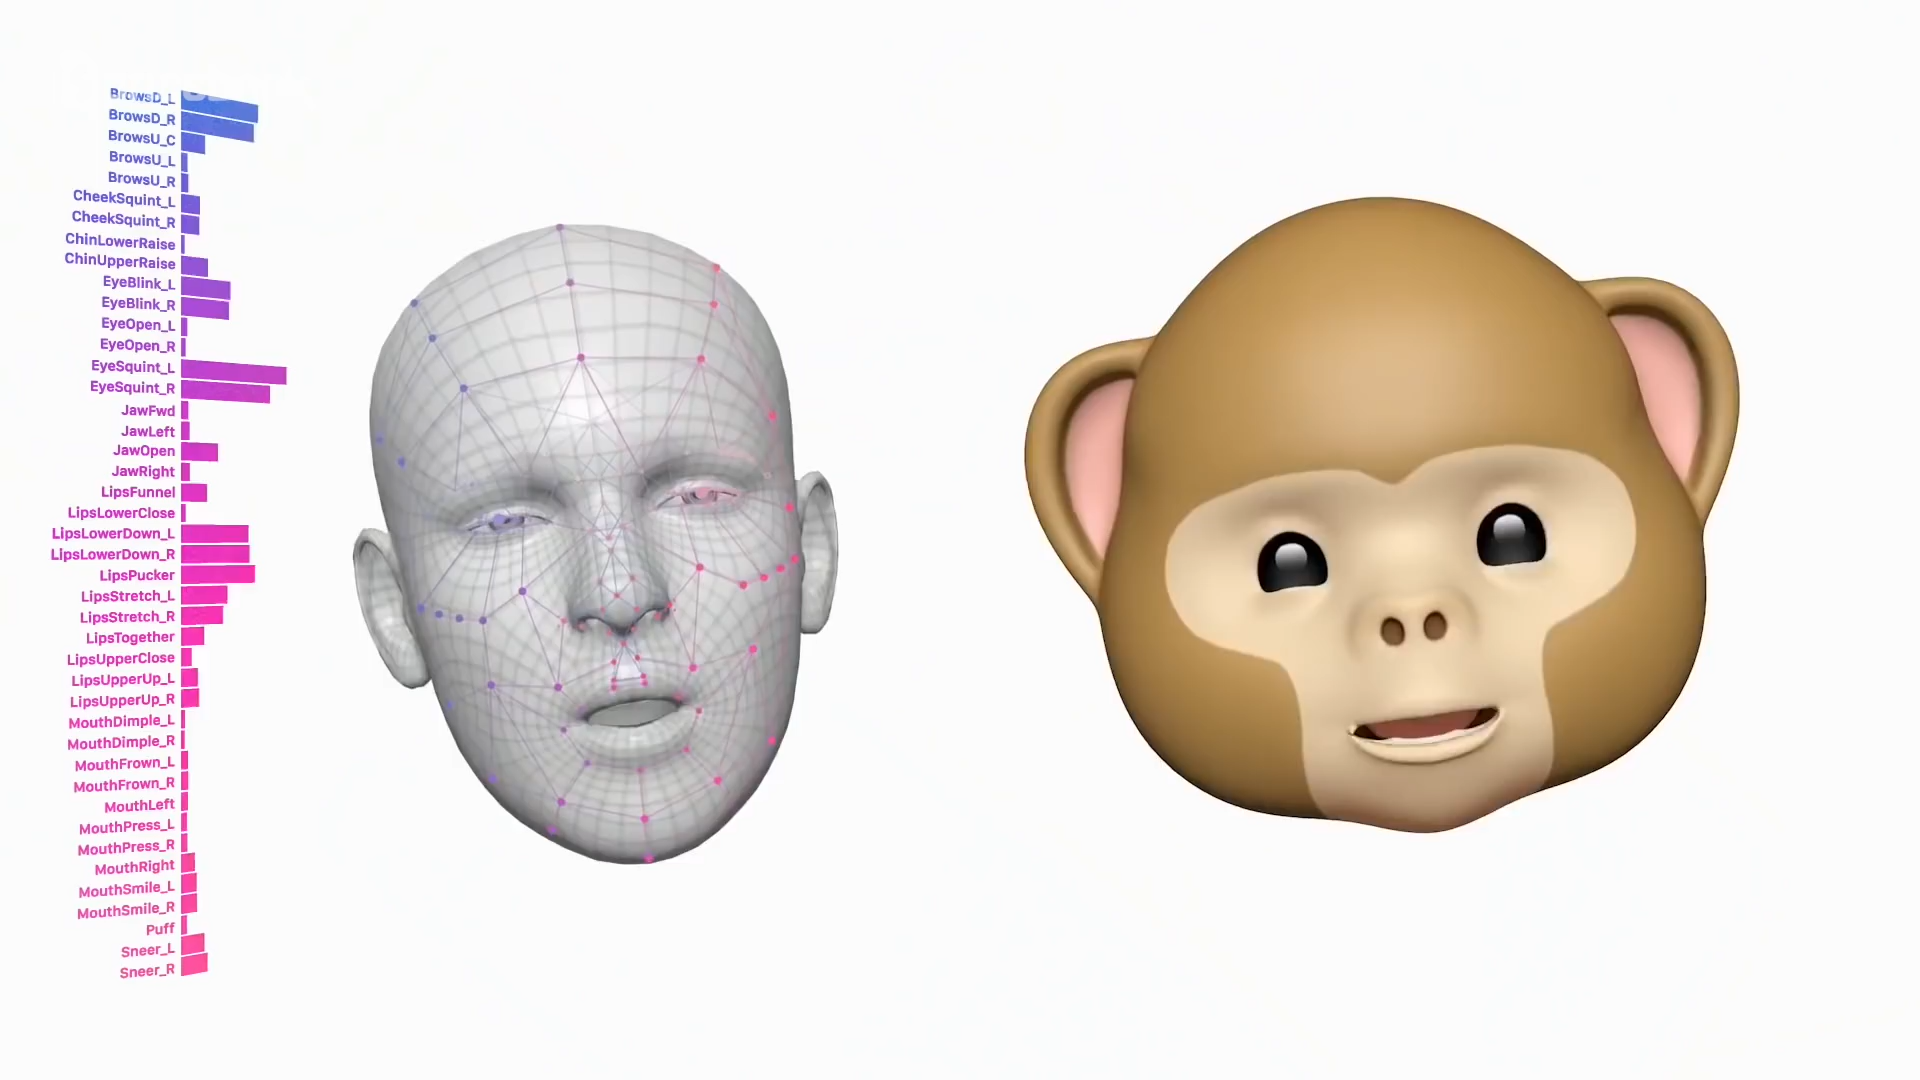 BrowsD_L
BrowsD_R
BrowsU_C
BrowsU_L
BrowsU_R
CheekSquint_L
CheekSquint_R
ChinLowerRaise
ChinUpperRaise
EyeBlink_L
EyeBlink_R
EyeOpen_L
EyeOpen_R
EyeSquint_L
EyeSquint_R
JawFwd
JawLeft
JawOpen
JawRight
LipsFunnel
LipsLowerClose
LipsLowerDown_L
LipsLowerDown_R
LipsPucker
LipsStretch_L
LipsStretch_R
LipsTogether
LipsUpperClose
LipsUpperUp_L
LipsUpperUp_R
MouthDimple_L
MouthDimple_R
MouthFrown_L
MouthFrown_R
MouthLeft
MouthPress_L
MouthPress_R
MouthRight
MouthSmile_L
MouthSmile_R
Puff
Sneer_L
Sneer_R